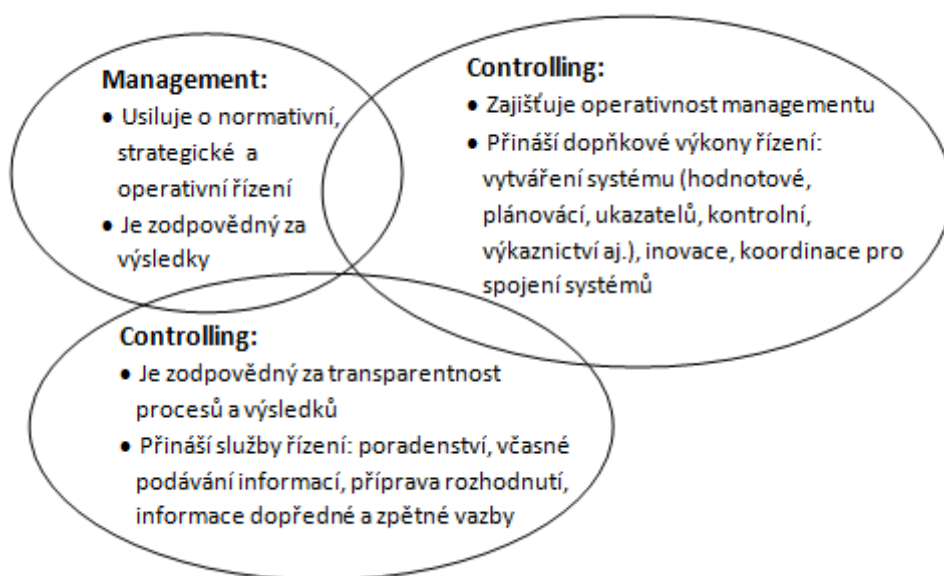 Management:
• Usiluje o normativní,
strategické a
operativní řízení
• Je zodpovědný za
výsledky
Controlling:
• Zajišťuje operativnost managementu
• Přináší dopňkové výkony řízení:
vytváření systému (hodnotové,
plánovácí, ukazatelů, kontrolní,
výkaznictví aj.), inovace, koordinace pro
spojení systémů
Controlling:
• Je zodpovědný za transparentnost
procesů a výsledků
• Přináší služby řízení: poradenství, včasné
podávání informací, příprava rozhodnutí,
informace dopředné a zpětné vazby